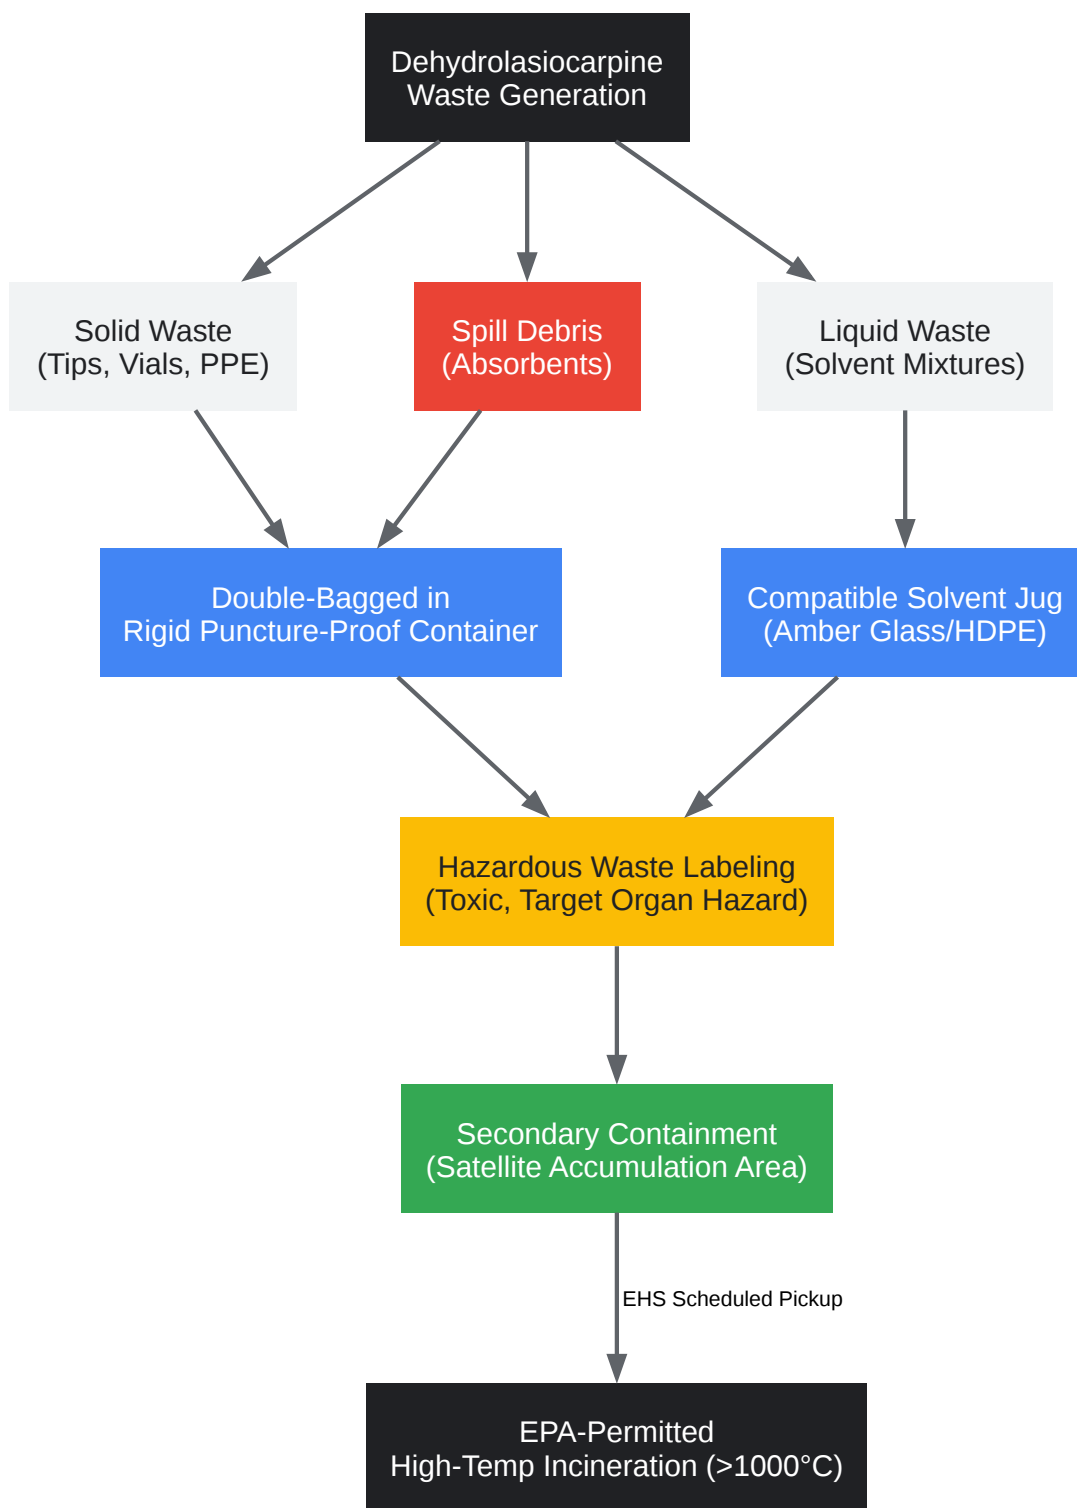 Dehydrolasiocarpine
Waste Generation
Solid Waste
(Tips, Vials, PPE)
Spill Debris
(Absorbents)
Liquid Waste
(Solvent Mixtures)
Double-Bagged in
Rigid Puncture-Proof Container
Compatible Solvent Jug
(Amber Glass/HDPE)
Hazardous Waste Labeling
(Toxic, Target Organ Hazard)
Secondary Containment
(Satellite Accumulation Area)
EHS Scheduled Pickup
EPA-Permitted
High-Temp Incineration (>1000°C)